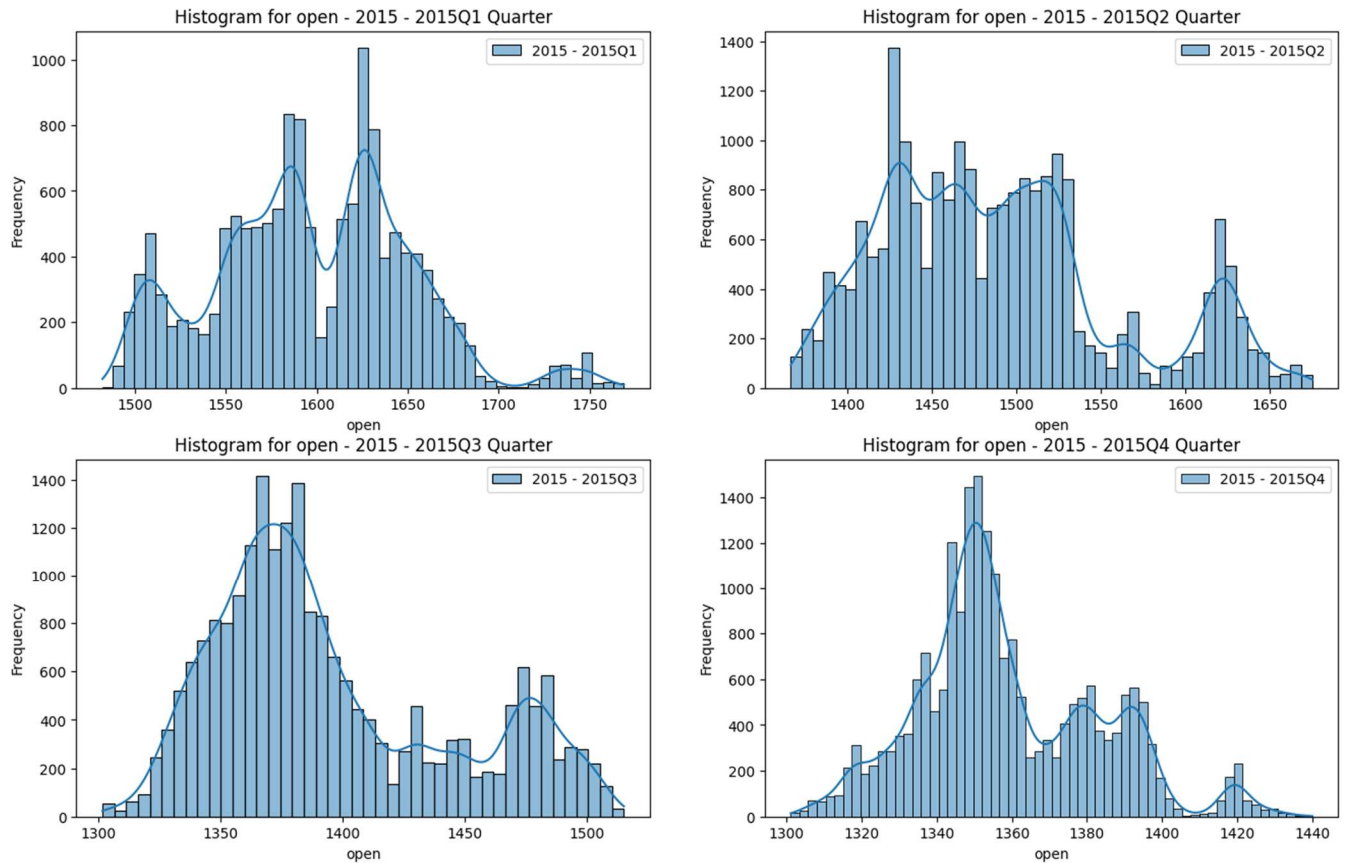 Histogram for open - 2015 - 2015Q1 Quarter
2015 - 2015Q1
Frequency
1000
800
600
400
200
0
1500 1550 1600 1650 1700 1750
open
Histogram for open - 2015 - 2015Q2 Quarter
2015 - 2015Q2
Frequency
1400
1200
1000
800
600
400
200
0
1400 1450 1500 1550 1600 1650
open
Histogram for open - 2015 - 2015Q3 Quarter
2015 - 2015Q3
Frequency
1400
1200
1000
800
600
400
200
0
1300 1350 1400 1450 1500
open
Histogram for open - 2015 - 2015Q4 Quarter
2015 - 2015Q4
Frequency
1400
1200
1000
800
600
400
200
0
1300 1320 1340 1360 1380 1400 1420 1440
open